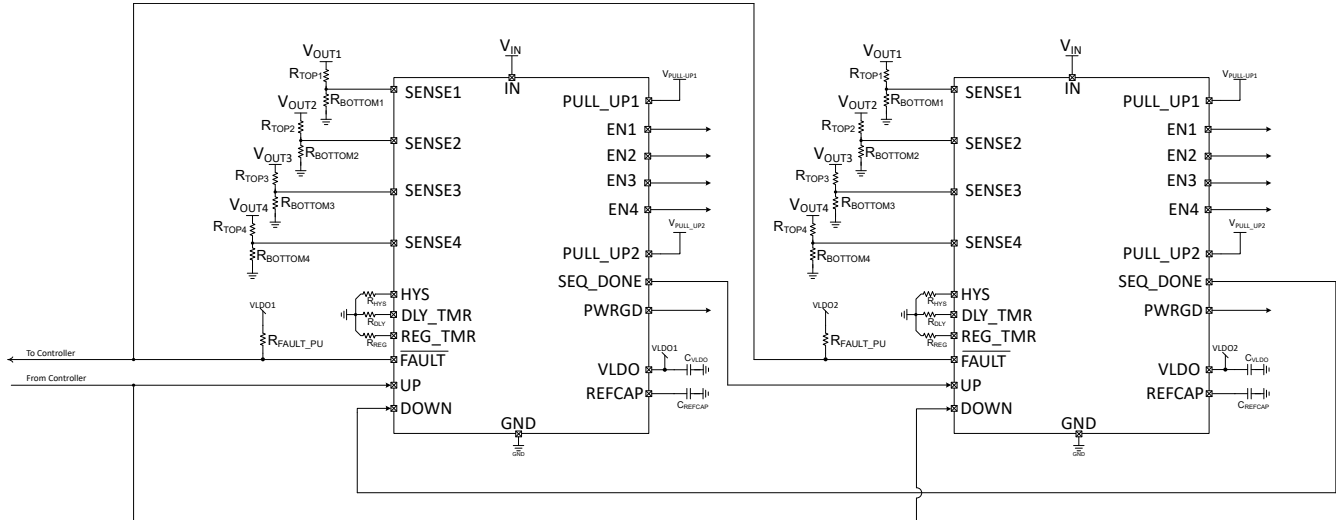 VOUT1
RTOP1
RBOTTOM1
VOUT2
RTOP2
RBOTTOM2
VOUT3
RTOP3
RBOTTOM3
VOUT4
RTOP4
RBOTTOM4
VLDO1
RFAULT_PU
RHYS
RDLY
RREG
To Controller
From Controller
VIN
IN
SENSE1
SENSE2
SENSE3
SENSE4
HYS
DLY_TMR
REG_TMR
FAULT
UP
DOWN
GND
GND
PULL_UP1
EN1
EN2
EN3
EN4
PULL_UP2
SEQ_DONE
PWRGD
VLDO
REFCAP
VPULL-UP1
VPULL_UP2
VLDO1
CVLDO
CREFCAP
VOUT1
RTOP1
RBOTTOM1
VOUT2
RTOP2
RBOTTOM2
VOUT3
RTOP3
RBOTTOM3
VOUT4
RTOP4
RBOTTOM4
VLDO2
RFAULT_PU
RHYS
RDLY
RREG
VIN
IN
SENSE1
SENSE2
SENSE3
SENSE4
HYS
DLY_TMR
REG_TMR
FAULT
UP
DOWN
GND
GND
PULL_UP1
EN1
EN2
EN3
EN4
PULL_UP2
SEQ_DONE
PWRGD
VLDO
REFCAP
VPULL-UP1
VPULL_UP2
VLDO2
CVLDO
CREFCAP